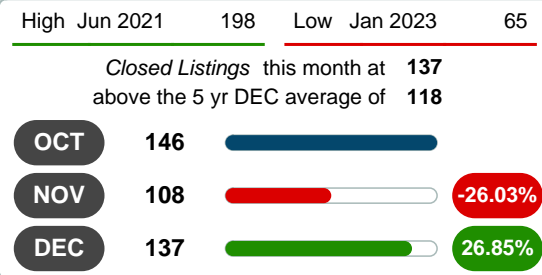 High Jun 2021 198 Low Jan 2023 65
Closed Listings this month at 137
above the 5 yr DEC average of 118
OCT 146
NOV 108 -26.03%
DEC 137 26.85%